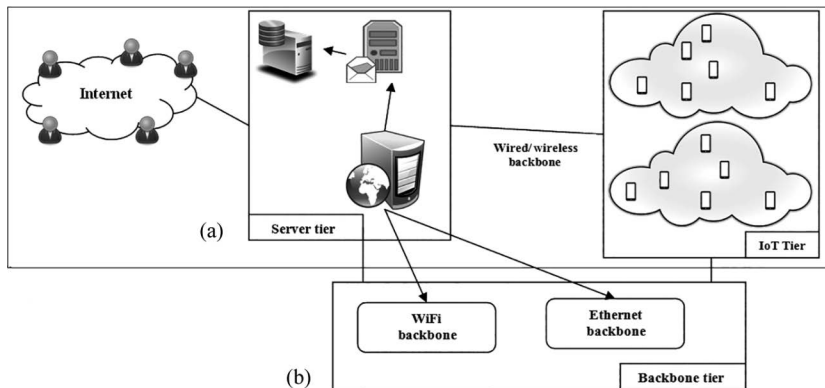 Internet
Wired/wireless
backbone
(a)
Server tier
IoT Tier
WiFi
backbone
Ethernet
backbone
(b)
Backbone tier